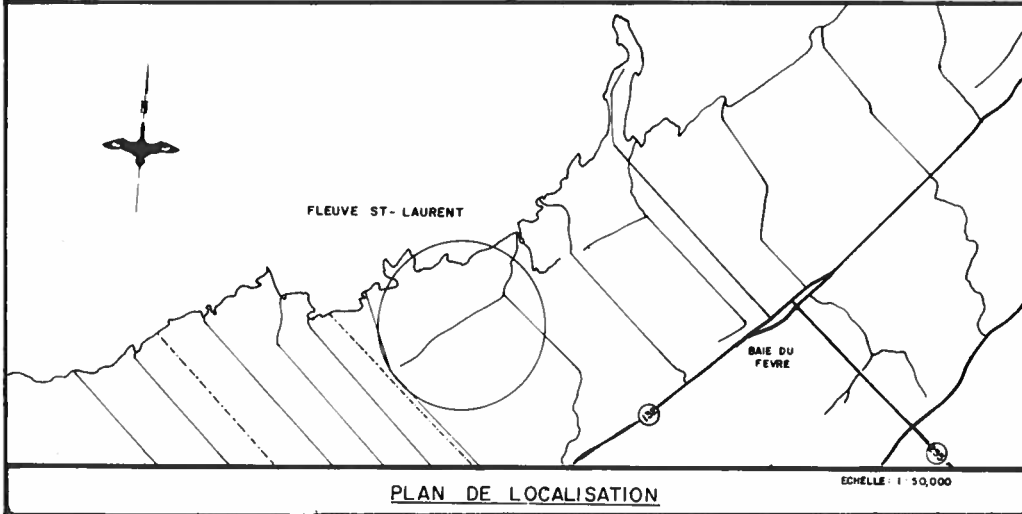 N
FLEUVE ST-LAURENT
BAIE DU
FEVRE
ECHELLE: 1:50,000
PLAN DE LOCALISATION